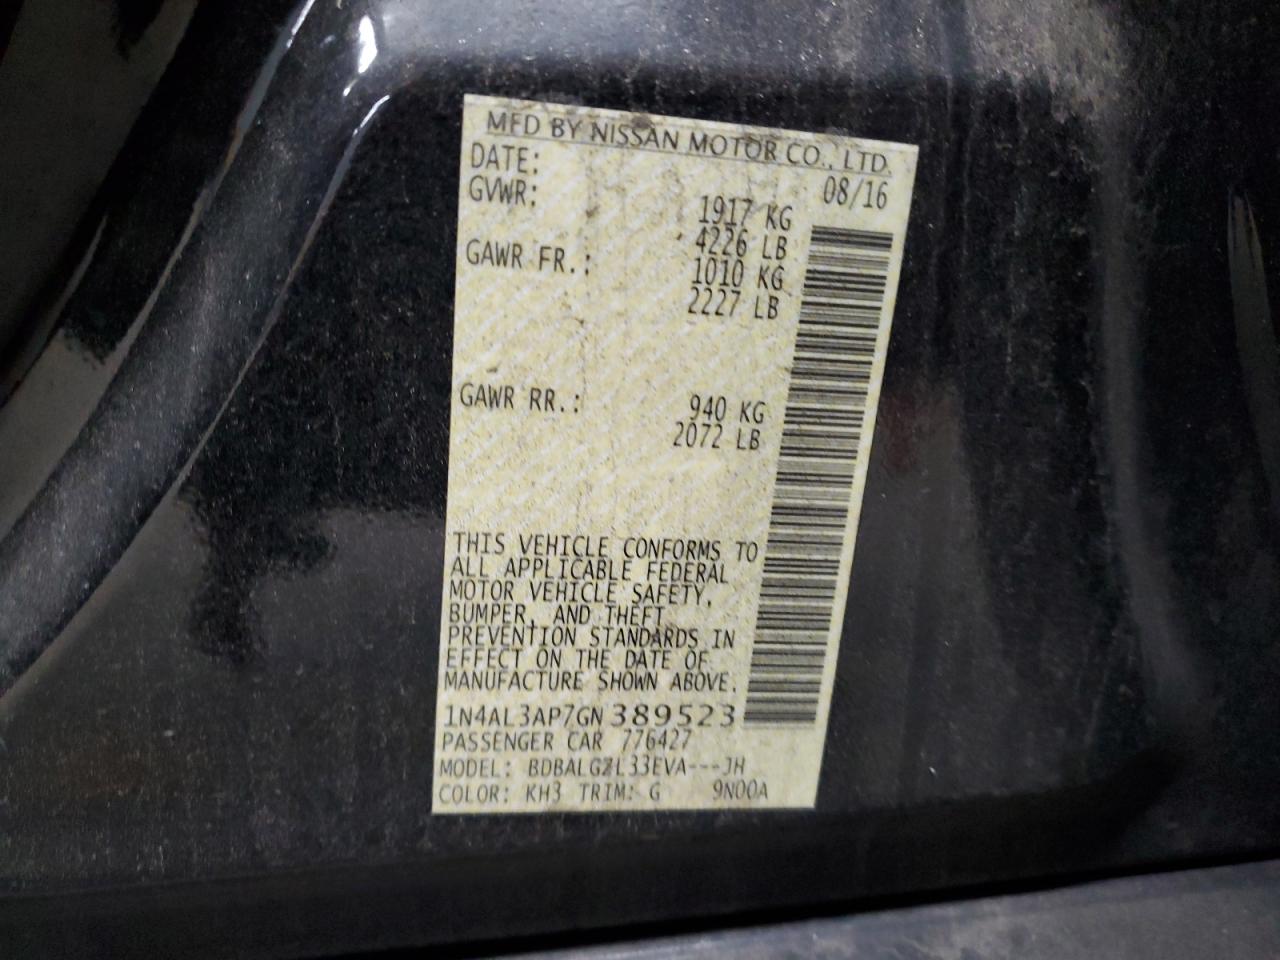 MFD BY NISSAN MOTOR CO., LTD.
DATE: 08/16
GVWR: 1917 KG
4226 LB
GAWR FR.: 1010 KG
2227 LB
GAWR RR.: 940 KG
2072 LB
THIS VEHICLE CONFORMS TO
ALL APPLICABLE FEDERAL
MOTOR VEHICLE SAFETY,
BUMPER, AND THEFT
PREVENTION STANDARDS IN
EFFECT ON THE DATE OF
MANUFACTURE SHOWN ABOVE.
1N4AL3AP7GN389523
PASSENGER CAR 776427
MODEL: BDBALGZL33EVA---JH
COLOR: KH3 TRIM: G 9N00A